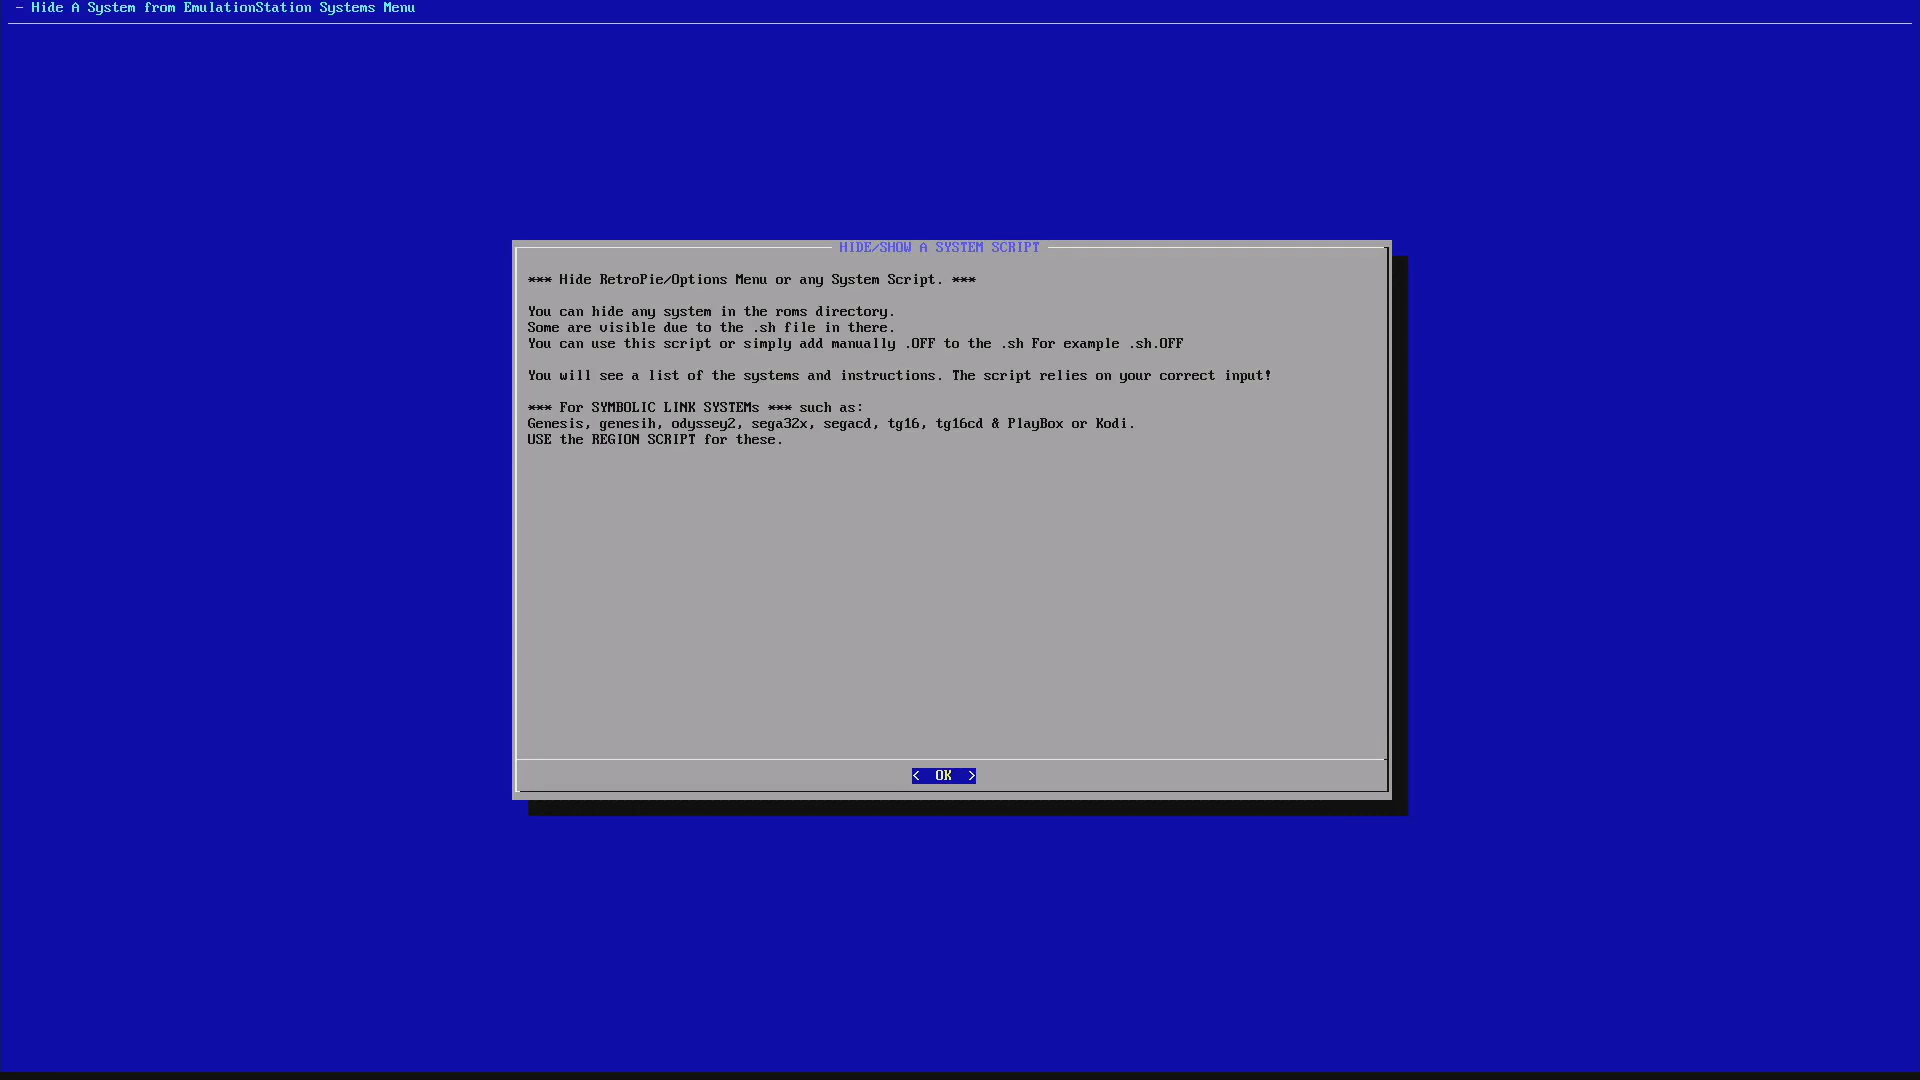 - Hide A System from EmulationStation Systems Menu
HIDE/SHOW A SYSTEM SCRIPT
*** Hide RetroPie/Options Menu or any System Script. ***
You can hide any system in the roms directory.
Some are visible due to the .sh file in there.
You can use this script or simply add manually .OFF to the .sh For example .sh.OFF
You will see a list of the systems and instructions. The script relies on your correct input!
*** For SYMBOLIC LINK SYSTEMs *** such as:
Genesis, genesih, odyssey2, sega32x, segacd, tg16, tg16cd & PlayBox or Kodi.
USE the REGION SCRIPT for these.
< OK >